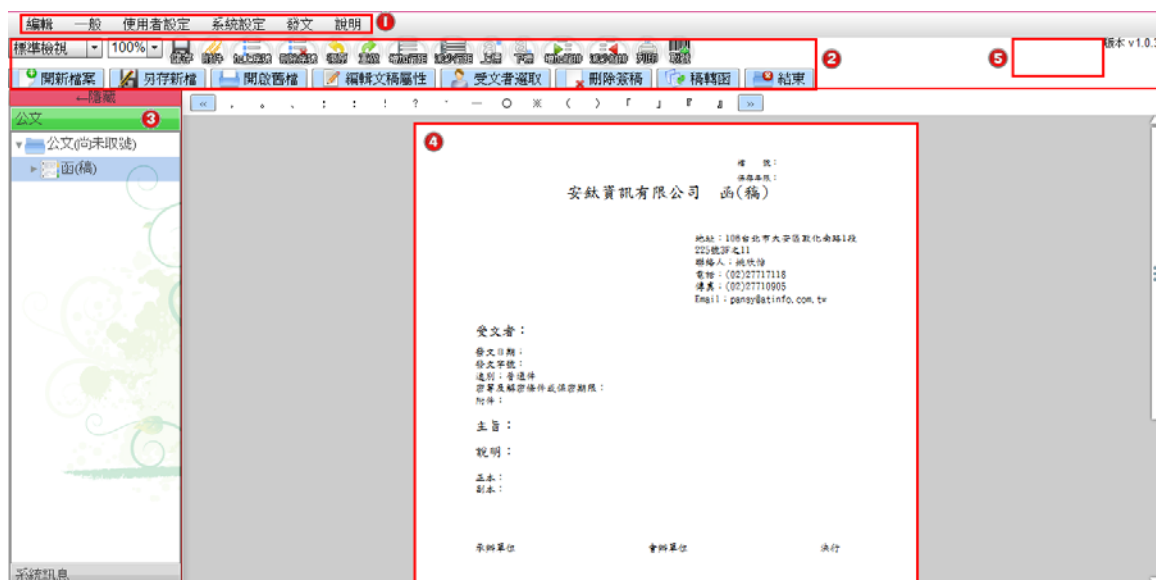 編輯 一般 使用者設定 系統設定 發文 說明 1
標準檢視 100% 2 5 版本 v1.0.3
開新檔案 另存新檔 開啟舊檔 編輯文稿屬性 受文者選取 刪除簽稿 稿轉函 結束
←隱藏
« , 。 、 : ; ! ? · — ○ ※ ( ) 「 」 『 』 »
公文 3
公文(尚未取號)
函(稿)
4
檔 號:
保存年限:
安鈦資訊有限公司 函(稿)
地址:106台北市大安區敦化南路1段
225號3F之11
聯絡人:姚欣怡
電話:(02)27717118
傳真:(02)27710905
Email:pansy@atinfo.com.tw
受文者:
發文日期:
發文字號:
速別:普通件
密等及解密條件或保密期限:
附件:
主旨:
說明:
正本:
副本:
承辦單位 會辦單位 決行
系統訊息